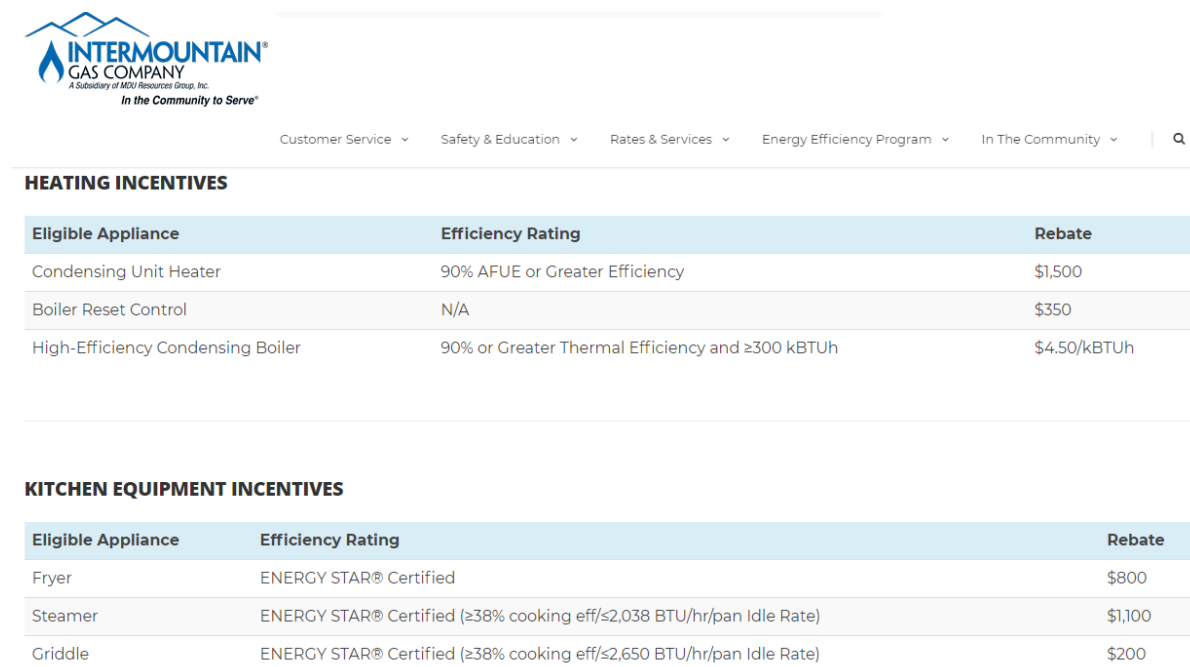 INTERMOUNTAIN®
GAS COMPANY
A Subsidiary of MDU Resources Group, Inc.
In the Community to Serve®
Customer Service Safety & Education Rates & Services Energy Efficiency Program In The Community
HEATING INCENTIVES
Eligible Appliance Efficiency Rating Rebate
Condensing Unit Heater 90% AFUE or Greater Efficiency $1,500
Boiler Reset Control N/A $350
High-Efficiency Condensing Boiler 90% or Greater Thermal Efficiency and ≥300 kBTUh $4.50/kBTUh
KITCHEN EQUIPMENT INCENTIVES
Eligible Appliance Efficiency Rating Rebate
Fryer ENERGY STAR® Certified $800
Steamer ENERGY STAR® Certified (≥38% cooking eff/≤2,038 BTU/hr/pan Idle Rate) $1,100
Griddle ENERGY STAR® Certified (≥38% cooking eff/≤2,650 BTU/hr/pan Idle Rate) $200